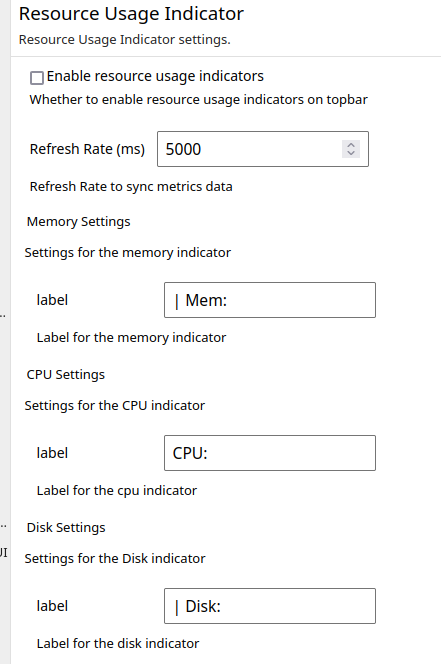 Resource Usage Indicator
Resource Usage Indicator settings.
Enable resource usage indicators
Whether to enable resource usage indicators on topbar
Refresh Rate (ms) 5000
Refresh Rate to sync metrics data
Memory Settings
Settings for the memory indicator
label | Mem:
..
Label for the memory indicator
CPU Settings
Settings for the CPU indicator
label CPU:
Label for the cpu indicator
..
Disk Settings
UI
Settings for the Disk indicator
label | Disk:
Label for the disk indicator